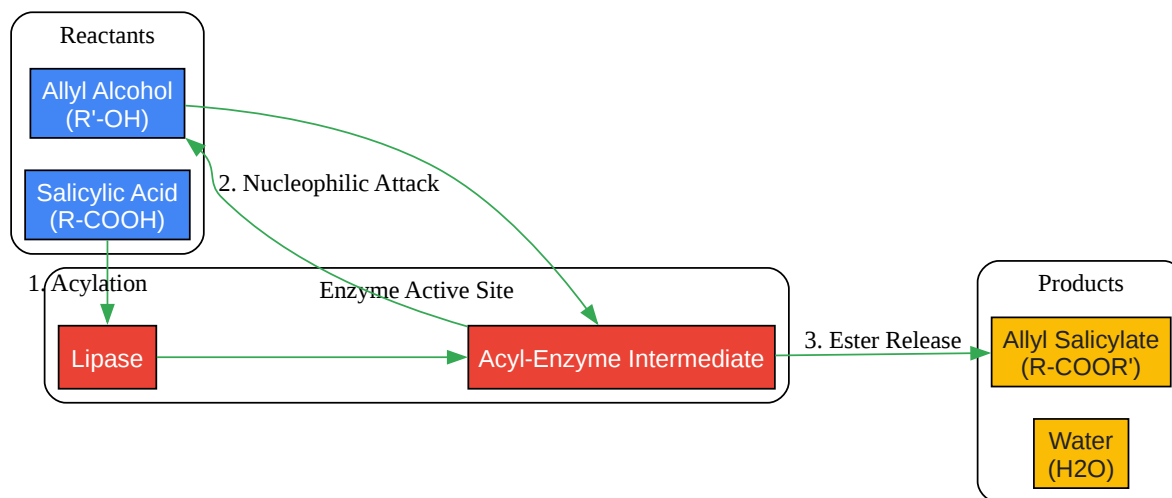 Reactants
Allyl Alcohol
(R'-OH)
Salicylic Acid
(R-COOH)
2. Nucleophilic Attack
1. Acylation
Enzyme Active Site
Lipase
Acyl-Enzyme Intermediate
3. Ester Release
Products
Allyl Salicylate
(R-COOR')
Water
(H2O)